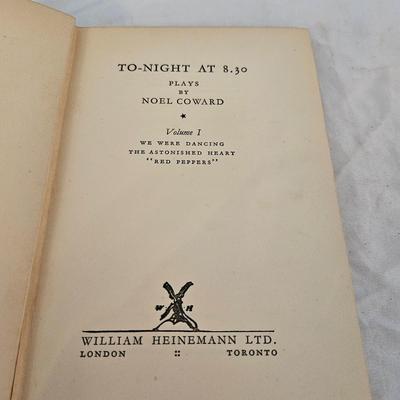 TO-NIGHT AT 8.30
PLAYS
BY
NOEL COWARD
★
Volume I
WE WERE DANCING
THE ASTONISHED HEART
"RED PEPPERS"
W H
WILLIAM HEINEMANN LTD.
LONDON :: TORONTO